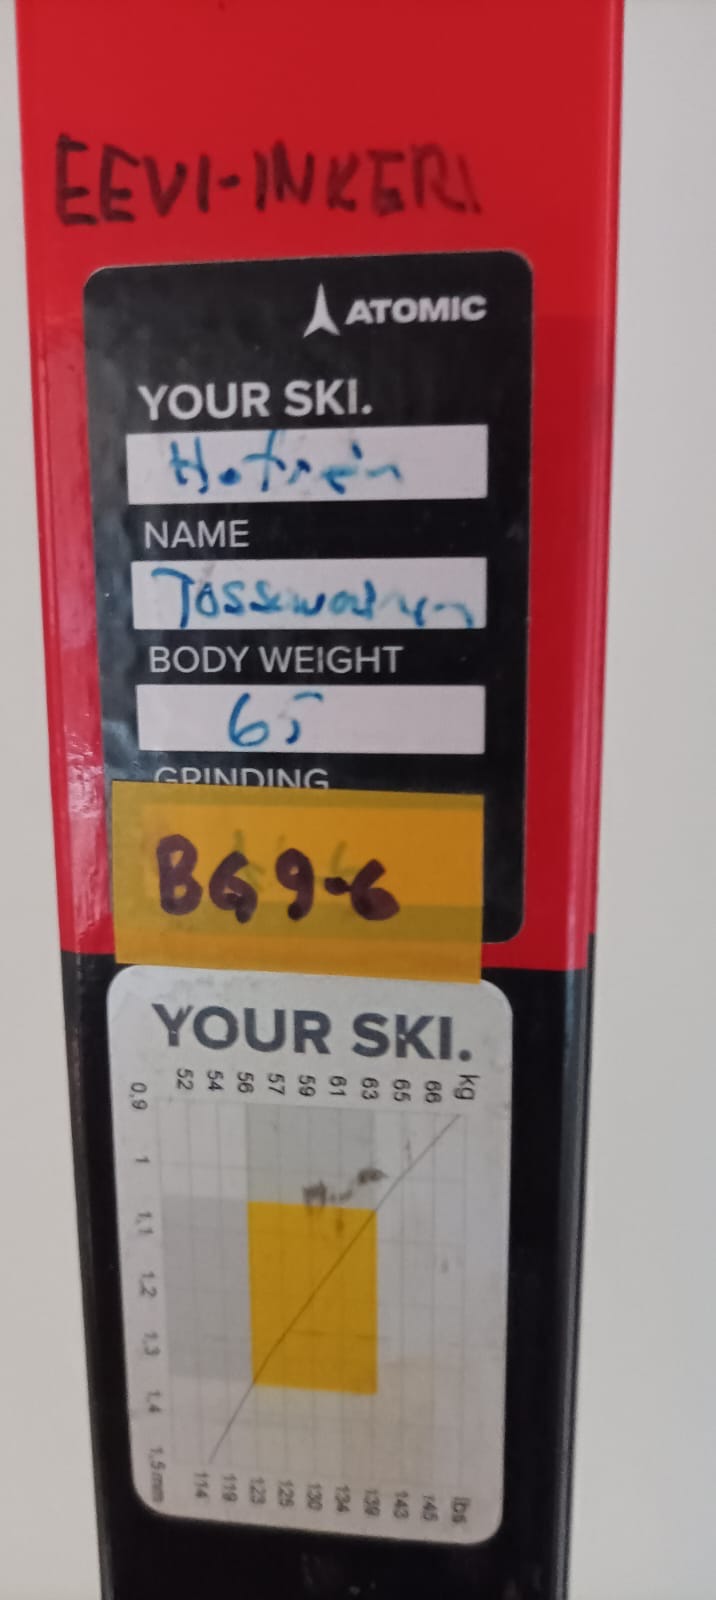 EEVI-INKERI
ATOMIC
YOUR SKI.
NAME
BODY WEIGHT
65
GRINDING
BG9-6
YOUR SKI.
kg
66
65
63
61
59
57
56
54
52
0,9
1
1,1
1,2
1,3
1,4
1,5mm
114
119
123
125
130
134
139
143
145
lbs